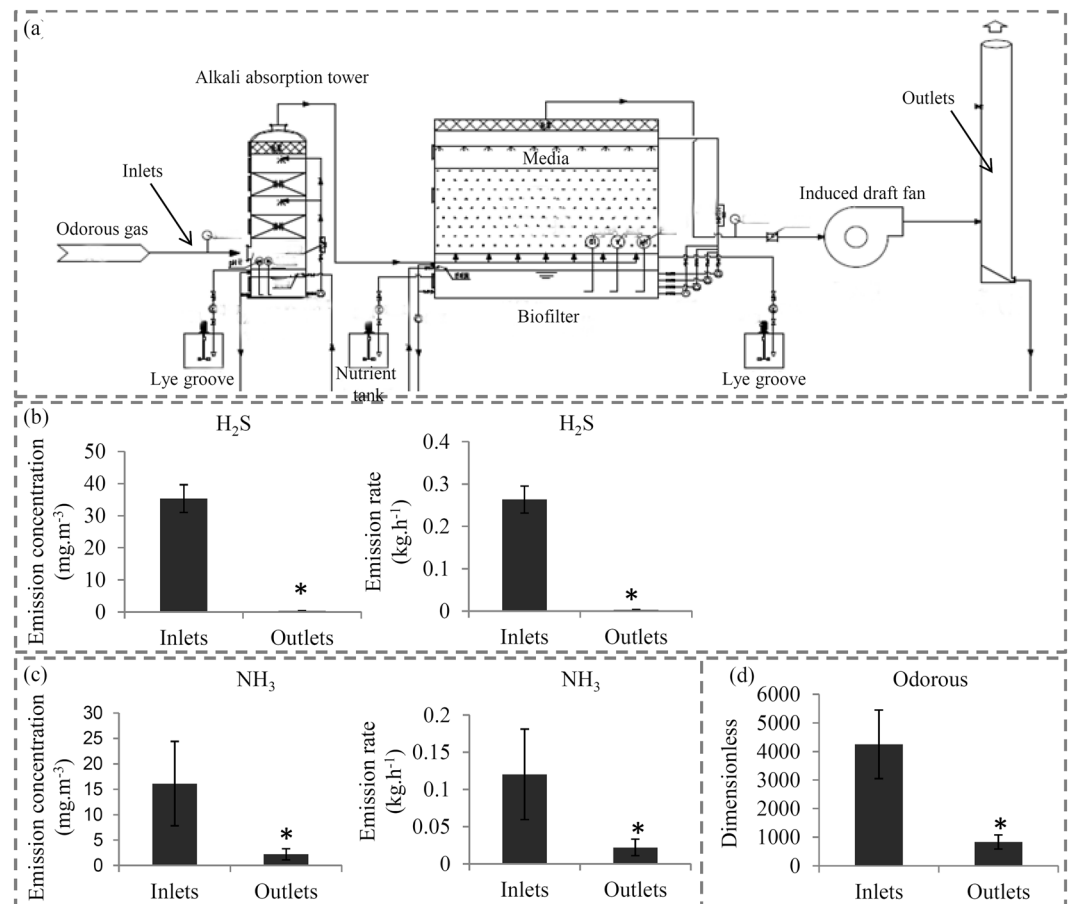 (a)
Alkali absorption tower
Outlets
Media
Inlets
Induced draft fan
Odorous gas
Biofilter
Lye groove
Nutrient
tank
Lye groove
(b)
H₂S
Emission concentration
(mg.m⁻³)
50
40
30
20
10
0
*
Inlets
Outlets
H₂S
Emission rate
(kg.h⁻¹)
0.4
0.3
0.2
0.1
0
*
Inlets
Outlets
(c)
NH₃
Emission concentration
(mg.m⁻³)
30
25
20
15
10
5
0
*
Inlets
Outlets
NH₃
Emission rate
(kg.h⁻¹)
0.2
0.15
0.1
0.05
0
*
Inlets
Outlets
(d)
Odorous
Dimensionless
6000
5000
4000
3000
2000
1000
0
*
Inlets
Outlets